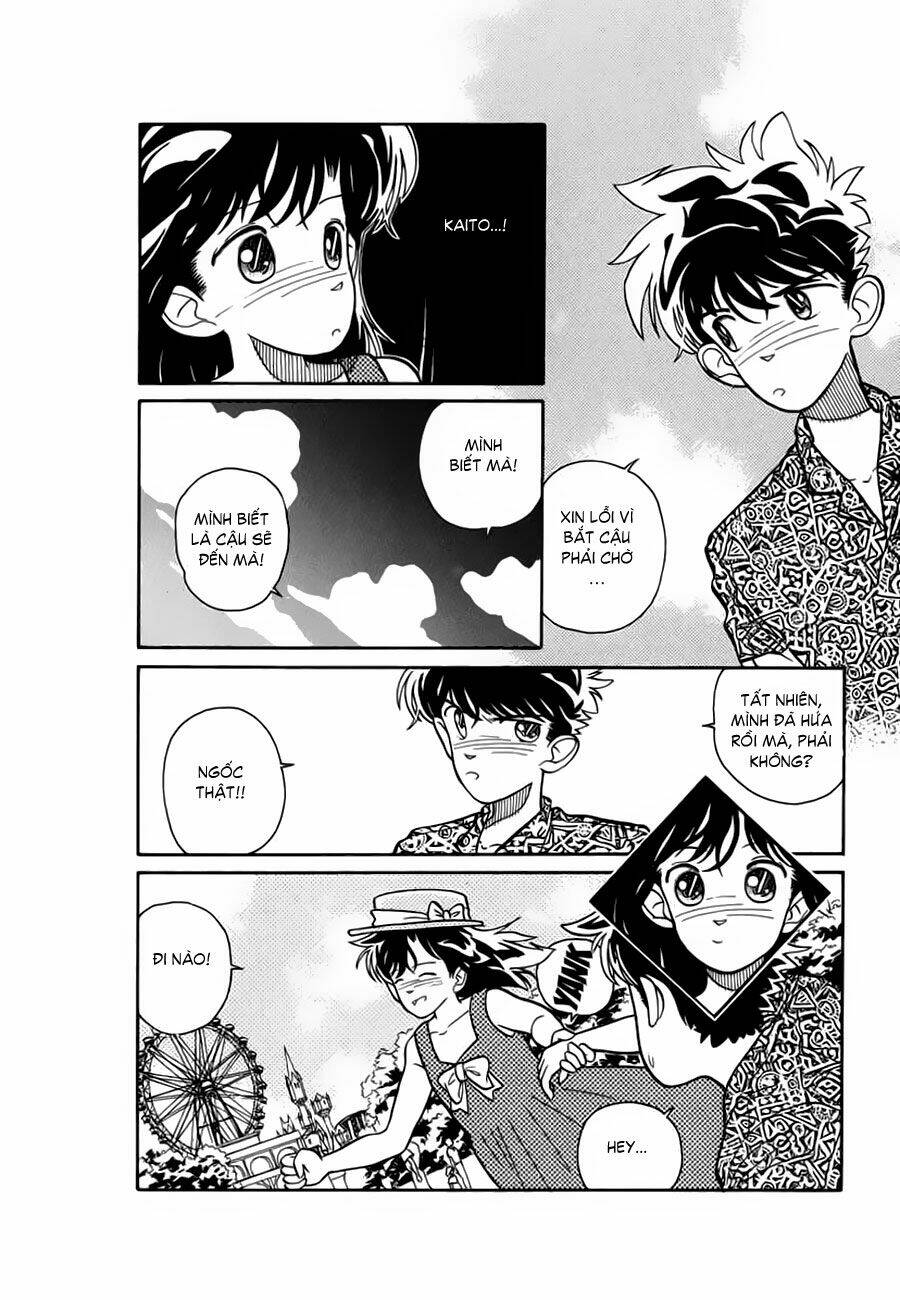 KAITO...!
XIN LỖI VÌ
BẮT CẬU
PHẢI CHỜ
...
MÌNH
BIẾT MÀ!
MÌNH BIẾT
LÀ CẬU SẼ
ĐẾN MÀ!
TẤT NHIÊN,
MÌNH ĐÃ HỨA
RỒI MÀ, PHẢI
KHÔNG?
NGỐC
THẬT!!
ĐI NÀO!
YANK
HEY...